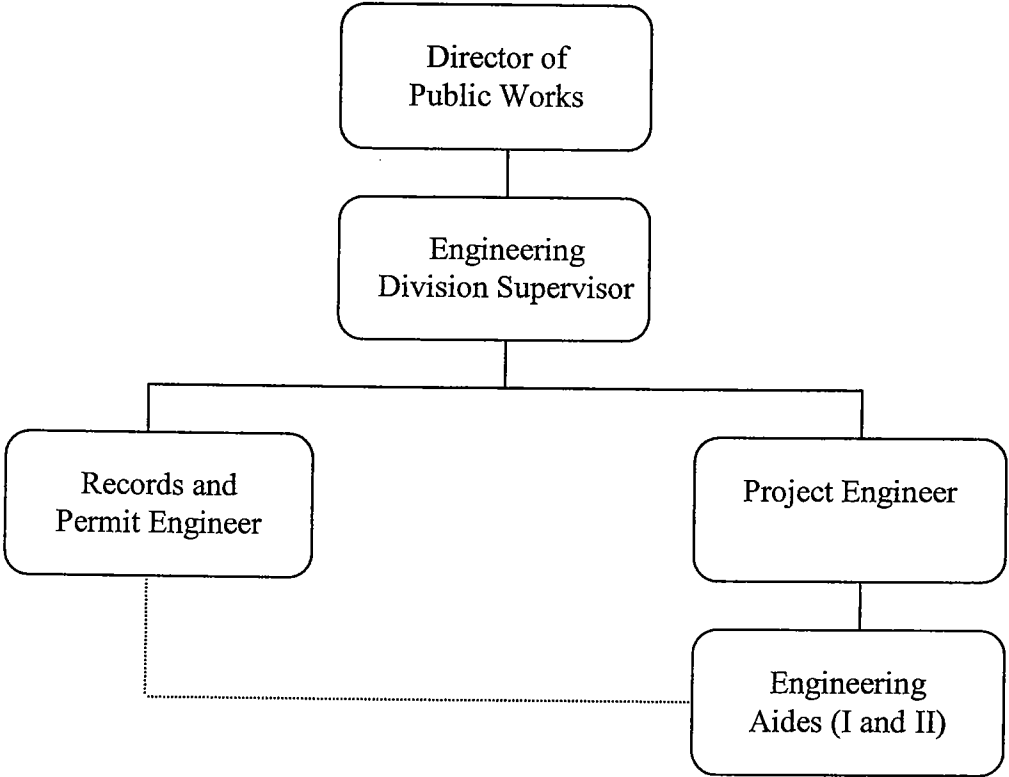 Director of
Public Works
Engineering
Division Supervisor
Records and
Permit Engineer
Project Engineer
Engineering
Aides (I and II)